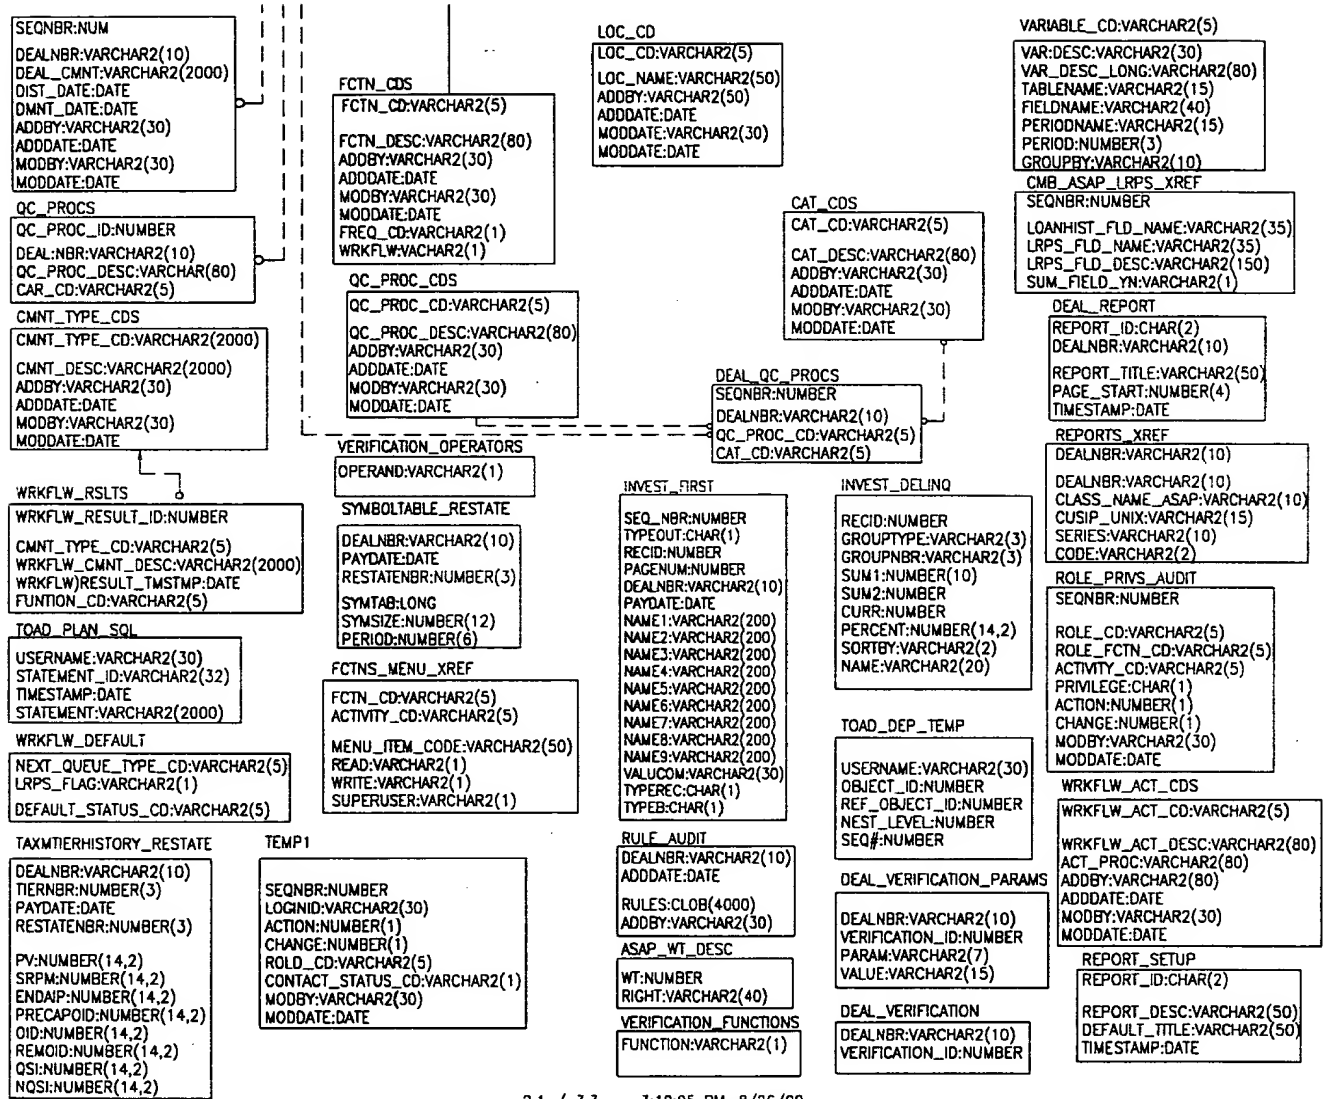 SEQNBR:NUM
DEALNBR:VARCHAR2(10)
DEAL_CMNT:VARCHAR2(2000)
DIST_DATE:DATE
DMNT_DATE:DATE
ADDBY:VARCHAR2(30)
ADDDATE:DATE
MODBY:VARCHAR2(30)
MODDATE:DATE
QC_PROCS
QC_PROC_ID:NUMBER
DEAL:NBR:VARCHAR2(10)
QC_PROC_DESC:VARCHAR(80)
CAR_CD:VARCHAR2(5)
CMNT_TYPE_CDS
CMNT_TYPE_CD:VARCHAR2(2000)
CMNT_DESC:VARCHAR2(2000)
ADDBY:VARCHAR2(30)
ADDDATE:DATE
MODBY:VARCHAR2(30)
MODDATE:DATE
WRKFLW_RSLTS
WRKFLW_RESULT_ID:NUMBER
CMNT_TYPE_CD:VARCHAR2(5)
WRKFLW_CMNT_DESC:VARCHAR2(2000)
WRKFLW)RESULT_TMSTMP:DATE
FUNTION_CD:VARCHAR2(5)
TOAD_PLAN_SQL
USERNAME:VARCHAR2(30)
STATEMENT_ID:VARCHAR2(32)
TIMESTAMP:DATE
STATEMENT:VARCHAR2(2000)
WRKFLW_DEFAULT
NEXT_QUEUE_TYPE_CD:VARCHAR2(5)
LRPS_FLAG:VARCHAR2(1)
DEFAULT_STATUS_CD:VARCHAR2(5)
TAXMTIERHISTORY_RESTATE
DEALNBR:VARCHAR2(10)
TIERNBR:NUMBER(3)
PAYDATE:DATE
RESTATENBR:NUMBER(3)
PV:NUMBER(14,2)
SRPM:NUMBER(14,2)
ENDAIP:NUMBER(14,2)
PRECAPOID:NUMBER(14,2)
OID:NUMBER(14,2)
REMOID:NUMBER(14,2)
QSI:NUMBER(14,2)
NQSI:NUMBER(14,2)
FCTN_CDS
FCTN_CD:VARCHAR2(5)
FCTN_DESC:VARCHAR2(80)
ADDBY:VARCHAR2(30)
ADDDATE:DATE
MODBY:VARCHAR2(30)
MODDATE:DATE
FREQ_CD:VARCHAR2(1)
WRKFLW:VACHAR2(1)
QC_PROC_CDS
QC_PROC_CD:VARCHAR2(5)
QC_PROC_DESC:VARCHAR2(80)
ADDBY:VARCHAR2(30)
ADDDATE:DATE
MODBY:VARCHAR2(30)
MODDATE:DATE
VERIFICATION_OPERATORS
OPERAND:VARCHAR2(1)
SYMBOLTABLE_RESTATE
DEALNBR:VARCHAR2(10)
PAYDATE:DATE
RESTATENBR:NUMBER(3)
SYMTAB:LONG
SYMSIZE:NUMBER(12)
PERIOD:NUMBER(6)
FCTNS_MENU_XREF
FCTN_CD:VARCHAR2(5)
ACTIVITY_CD:VARCHAR2(5)
MENU_ITEM_CODE:VARCHAR2(50)
READ:VARCHAR2(1)
WRITE:VARCHAR2(1)
SUPERUSER:VARCHAR2(1)
TEMP1
SEQNBR:NUMBER
LOGINID:VARCHAR2(30)
ACTION:NUMBER(1)
CHANGE:NUMBER(1)
ROLD_CD:VARCHAR2(5)
CONTACT_STATUS_CD:VARCHAR2(1)
MODBY:VARCHAR2(30)
MODDATE:DATE
LOC_CD
LOC_CD:VARCHAR2(5)
LOC_NAME:VARCHAR2(50)
ADDBY:VARCHAR2(50)
ADDDATE:DATE
MODDATE:VARCHAR2(30)
MODDATE:DATE
CAT_CDS
CAT_CD:VARCHAR2(5)
CAT_DESC:VARCHAR2(80)
ADDBY:VARCHAR2(30)
ADDDATE:DATE
MODBY:VARCHAR2(30)
MODDATE:DATE
DEAL_QC_PROCS
SEQNBR:NUMBER
DEALNBR:VARCHAR2(10)
QC_PROC_CD:VARCHAR2(5)
CAT_CD:VARCHAR2(5)
INVEST_FIRST
SEQ_NBR:NUMBER
TYPEOUT:CHAR(1)
RECID:NUMBER
PAGENUM:NUMBER
DEALNBR:VARCHAR2(10)
PAYDATE:DATE
NAME1:VARCHAR2(200)
NAME2:VARCHAR2(200)
NAME3:VARCHAR2(200)
NAME4:VARCHAR2(200)
NAME5:VARCHAR2(200)
NAME6:VARCHAR2(200)
NAME7:VARCHAR2(200)
NAME8:VARCHAR2(200)
NAME9:VARCHAR2(200)
VALUCOM:VARCHAR2(30)
TYPEREC:CHAR(1)
TYPEB:CHAR(1)
RULE_AUDIT
DEALNBR:VARCHAR2(10)
ADDDATE:DATE
RULES:CLOB(4000)
ADDBY:VARCHAR2(30)
ASAP_WT_DESC
WT:NUMBER
RIGHT:VARCHAR2(40)
VERIFICATION_FUNCTIONS
FUNCTION:VARCHAR2(1)
INVEST_DELINQ
RECID:NUMBER
GROUPTYPE:VARCHAR2(3)
GROUPNBR:VARCHAR2(3)
SUM1:NUMBER(10)
SUM2:NUMBER
CURR:NUMBER
PERCENT:NUMBER(14,2)
SORTBY:VARCHAR2(2)
NAME:VARCHAR2(20)
TOAD_DEP_TEMP
USERNAME:VARCHAR2(30)
OBJECT_ID:NUMBER
REF_OBJECT_ID:NUMBER
NEST_LEVEL:NUMBER
SEQ#:NUMBER
DEAL_VERIFICATION_PARAMS
DEALNBR:VARCHAR2(10)
VERIFICATION_ID:NUMBER
PARAM:VARCHAR2(7)
VALUE:VARCHAR2(15)
DEAL_VERIFICATION
DEALNBR:VARCHAR2(10)
VERIFICATION_ID:NUMBER
VARIABLE_CD:VARCHAR2(5)
VAR:DESC:VARCHAR2(30)
VAR_DESC_LONG:VARCHAR2(80)
TABLENAME:VARCHAR2(15)
FIELDNAME:VARCHAR2(40)
PERIODNAME:VARCHAR2(15)
PERIOD:NUMBER(3)
GROUPBY:VARCHAR2(10)
CMB_ASAP_LRPS_XREF
SEQNBR:NUMBER
LOANHIST_FLD_NAME:VARCHAR2(35)
LRPS_FLD_NAME:VARCHAR2(35)
LRPS_FLD_DESC:VARCHAR2(150)
SUM_FIELD_YN:VARCHAR2(1)
DEAL_REPORT
REPORT_ID:CHAR(2)
DEALNBR:VARCHAR2(10)
REPORT_TITLE:VARCHAR2(50)
PAGE_START:NUMBER(4)
TIMESTAMP:DATE
REPORTS_XREF
DEALNBR:VARCHAR2(10)
DEALNBR:VARCHAR2(10)
CLASS_NAME_ASAP:VARCHAR2(10)
CUSIP_UNIX:VARCHAR2(15)
SERIES:VARCHAR2(10)
CODE:VARCHAR2(2)
ROLE_PRIVS_AUDIT
SEQNBR:NUMBER
ROLE_CD:VARCHAR2(5)
ROLE_FCTN_CD:VARCHAR2(5)
ACTIVITY_CD:VARCHAR2(5)
PRIVILEGE:CHAR(1)
ACTION:NUMBER(1)
CHANGE:NUMBER(1)
MODBY:VARCHAR2(30)
MODDATE:DATE
WRKFLW_ACT_CDS
WRKFLW_ACT_CD:VARCHAR2(5)
WRKFLW_ACT_DESC:VARCHAR2(80)
ACT_PROC:VARCHAR2(80)
ADDBY:VARCHAR2(80)
ADDDATE:DATE
MODBY:VARCHAR2(30)
MODDATE:DATE
REPORT_SETUP
REPORT_ID:CHAR(2)
REPORT_DESC:VARCHAR2(50)
DEFAULT_TITLE:VARCHAR2(50)
TIMESTAMP:DATE